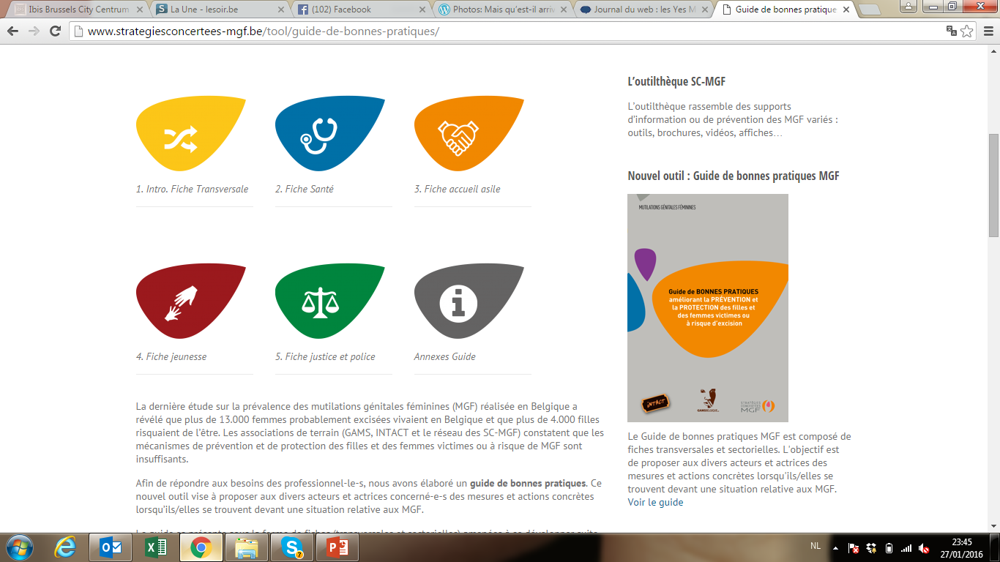 Ibis Brussels City Centrum
La Une - lesoir.be
(102) Facebook
Photos: Mais qu'est-il arriv
Journal du web : les Yes M
Guide de bonnes pratique
www.strategiesconcertees-mgf.be/tool/guide-de-bonnes-pratiques/
1. Intro. Fiche Transversale
2. Fiche Santé
3. Fiche accueil asile
4. Fiche jeunesse
5. Fiche justice et police
Annexes Guide
La dernière étude sur la prévalence des mutilations génitales féminines (MGF) réalisée en Belgique a
révélé que plus de 13.000 femmes probablement excisées vivaient en Belgique et que plus de 4.000 filles
risquaient de l'être. Les associations de terrain (GAMS, INTACT et le réseau des SC-MGF) constatent que les
mécanismes de prévention et de protection des filles et des femmes victimes ou à risque de MGF sont
insuffisants.
Afin de répondre aux besoins des professionnel-le-s, nous avons élaboré un guide de bonnes pratiques. Ce
nouvel outil vise à proposer aux divers acteurs et actrices concerné-e-s des mesures et actions concrètes
lorsqu'ils/elles se trouvent devant une situation relative aux MGF.
L'outilthèque SC-MGF
L'outilthèque rassemble des supports
d'information ou de prévention des MGF variés :
outils, brochures, vidéos, affiches…
Nouvel outil : Guide de bonnes pratiques MGF
MUTILATIONS GÉNITALES FÉMININES
Guide de BONNES PRATIQUES
améliorant la PRÉVENTION et
la PROTECTION des filles et
des femmes victimes ou
à risque d'excision
INTACT
GAMS BELGIQUE
STRATÉGIES
CONCERTÉES
MGF
Le Guide de bonnes pratiques MGF est composé de
fiches transversales et sectorielles. L'objectif est
de proposer aux divers acteurs et actrices des
mesures et actions concrètes lorsqu'ils/elles se
trouvent devant une situation relative aux MGF.
Voir le guide
7
NL
23:45
27/01/2016